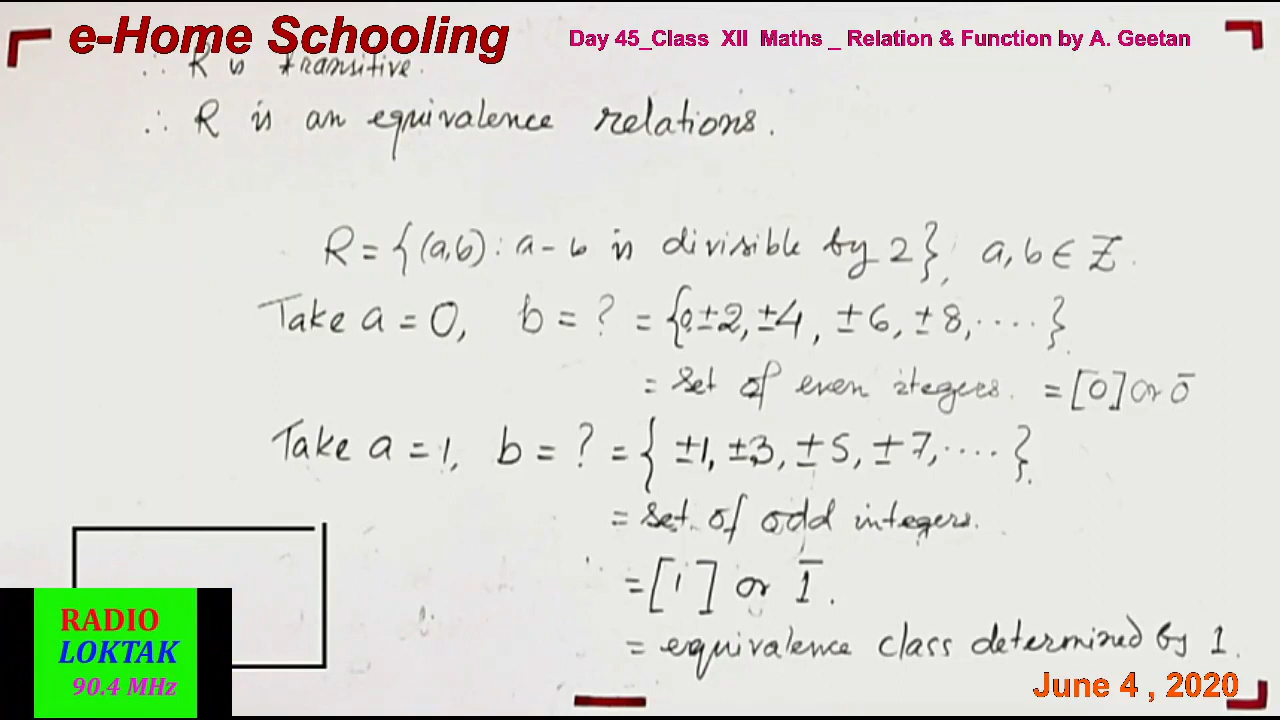 e-Home Schooling
Day 45_Class XII Maths _ Relation & Function by A. Geetan
∴ R is transitive.
∴ R is an equivalence relations.
R = {(a,b) : a - b is divisible by 2}, a, b ∈ Z.
Take a = 0, b = ? = {0, ±2, ±4, ±6, ±8, ....}
= set of even itegers. = [0] or 0̄
Take a = 1, b = ? = { ±1, ±3, ±5, ±7, .... }.
= set of odd integers.
= [1] or 1̄.
= equivalence class determined by 1.
RADIO
LOKTAK
90.4 MHz
June 4 , 2020